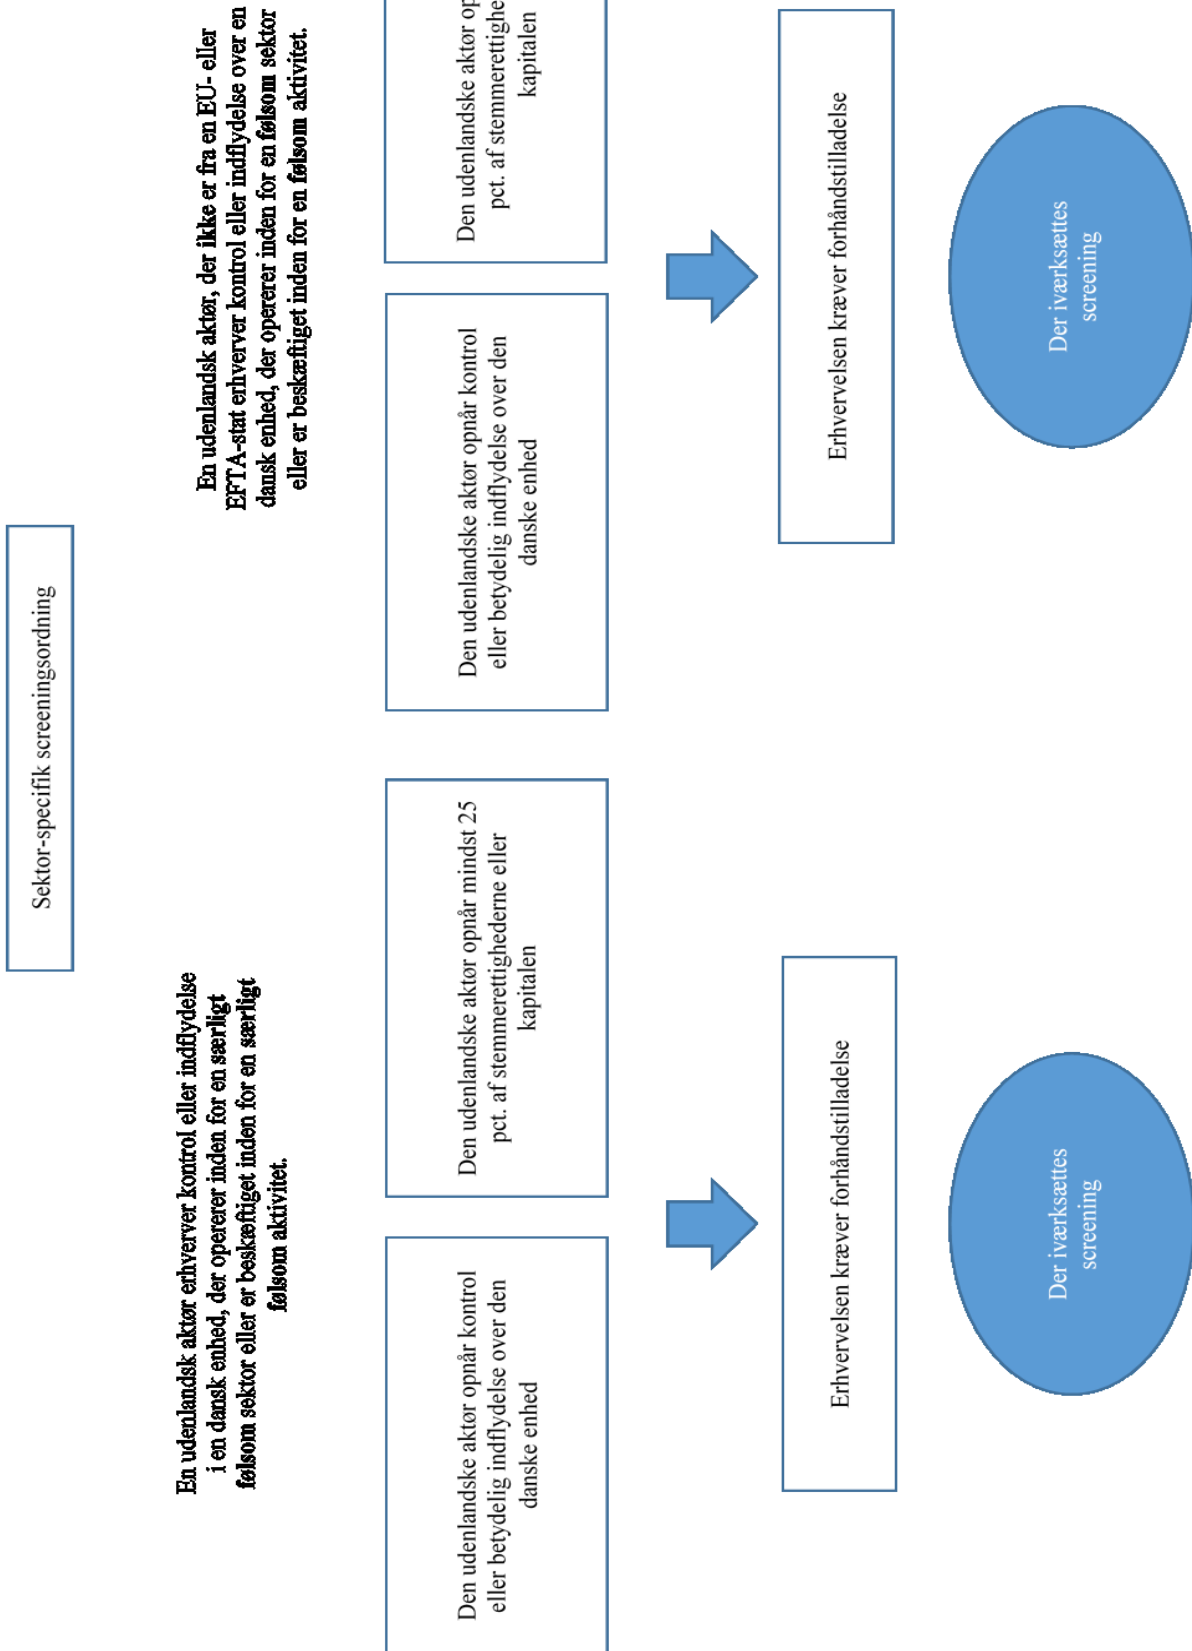 Sektor-specifik screeningsordning
En udenlandsk aktør erhverver kontrol eller indflydelse
i en dansk enhed, der opererer inden for en særligt
følsom sektor eller er beskæftiget inden for en særligt
følsom aktivitet.
En udenlandsk aktør, der ikke er fra en EU- eller
EFTA-stat erhverver kontrol eller indflydelse over en
dansk enhed, der opererer inden for en følsom sektor
eller er beskæftiget inden for en følsom aktivitet.
Den udenlandske aktør opnår kontrol
eller betydelig indflydelse over den
danske enhed
Den udenlandske aktør opnår mindst 25
pct. af stemmerettighederne eller
kapitalen
Den udenlandske aktør opnår kontrol
eller betydelig indflydelse over den
danske enhed
Den udenlandske aktør op
pct. af stemmerettighe
kapitalen
Erhvervelsen kræver forhåndstilladelse
Erhvervelsen kræver forhåndstilladelse
Der iværksættes
screening
Der iværksættes
screening